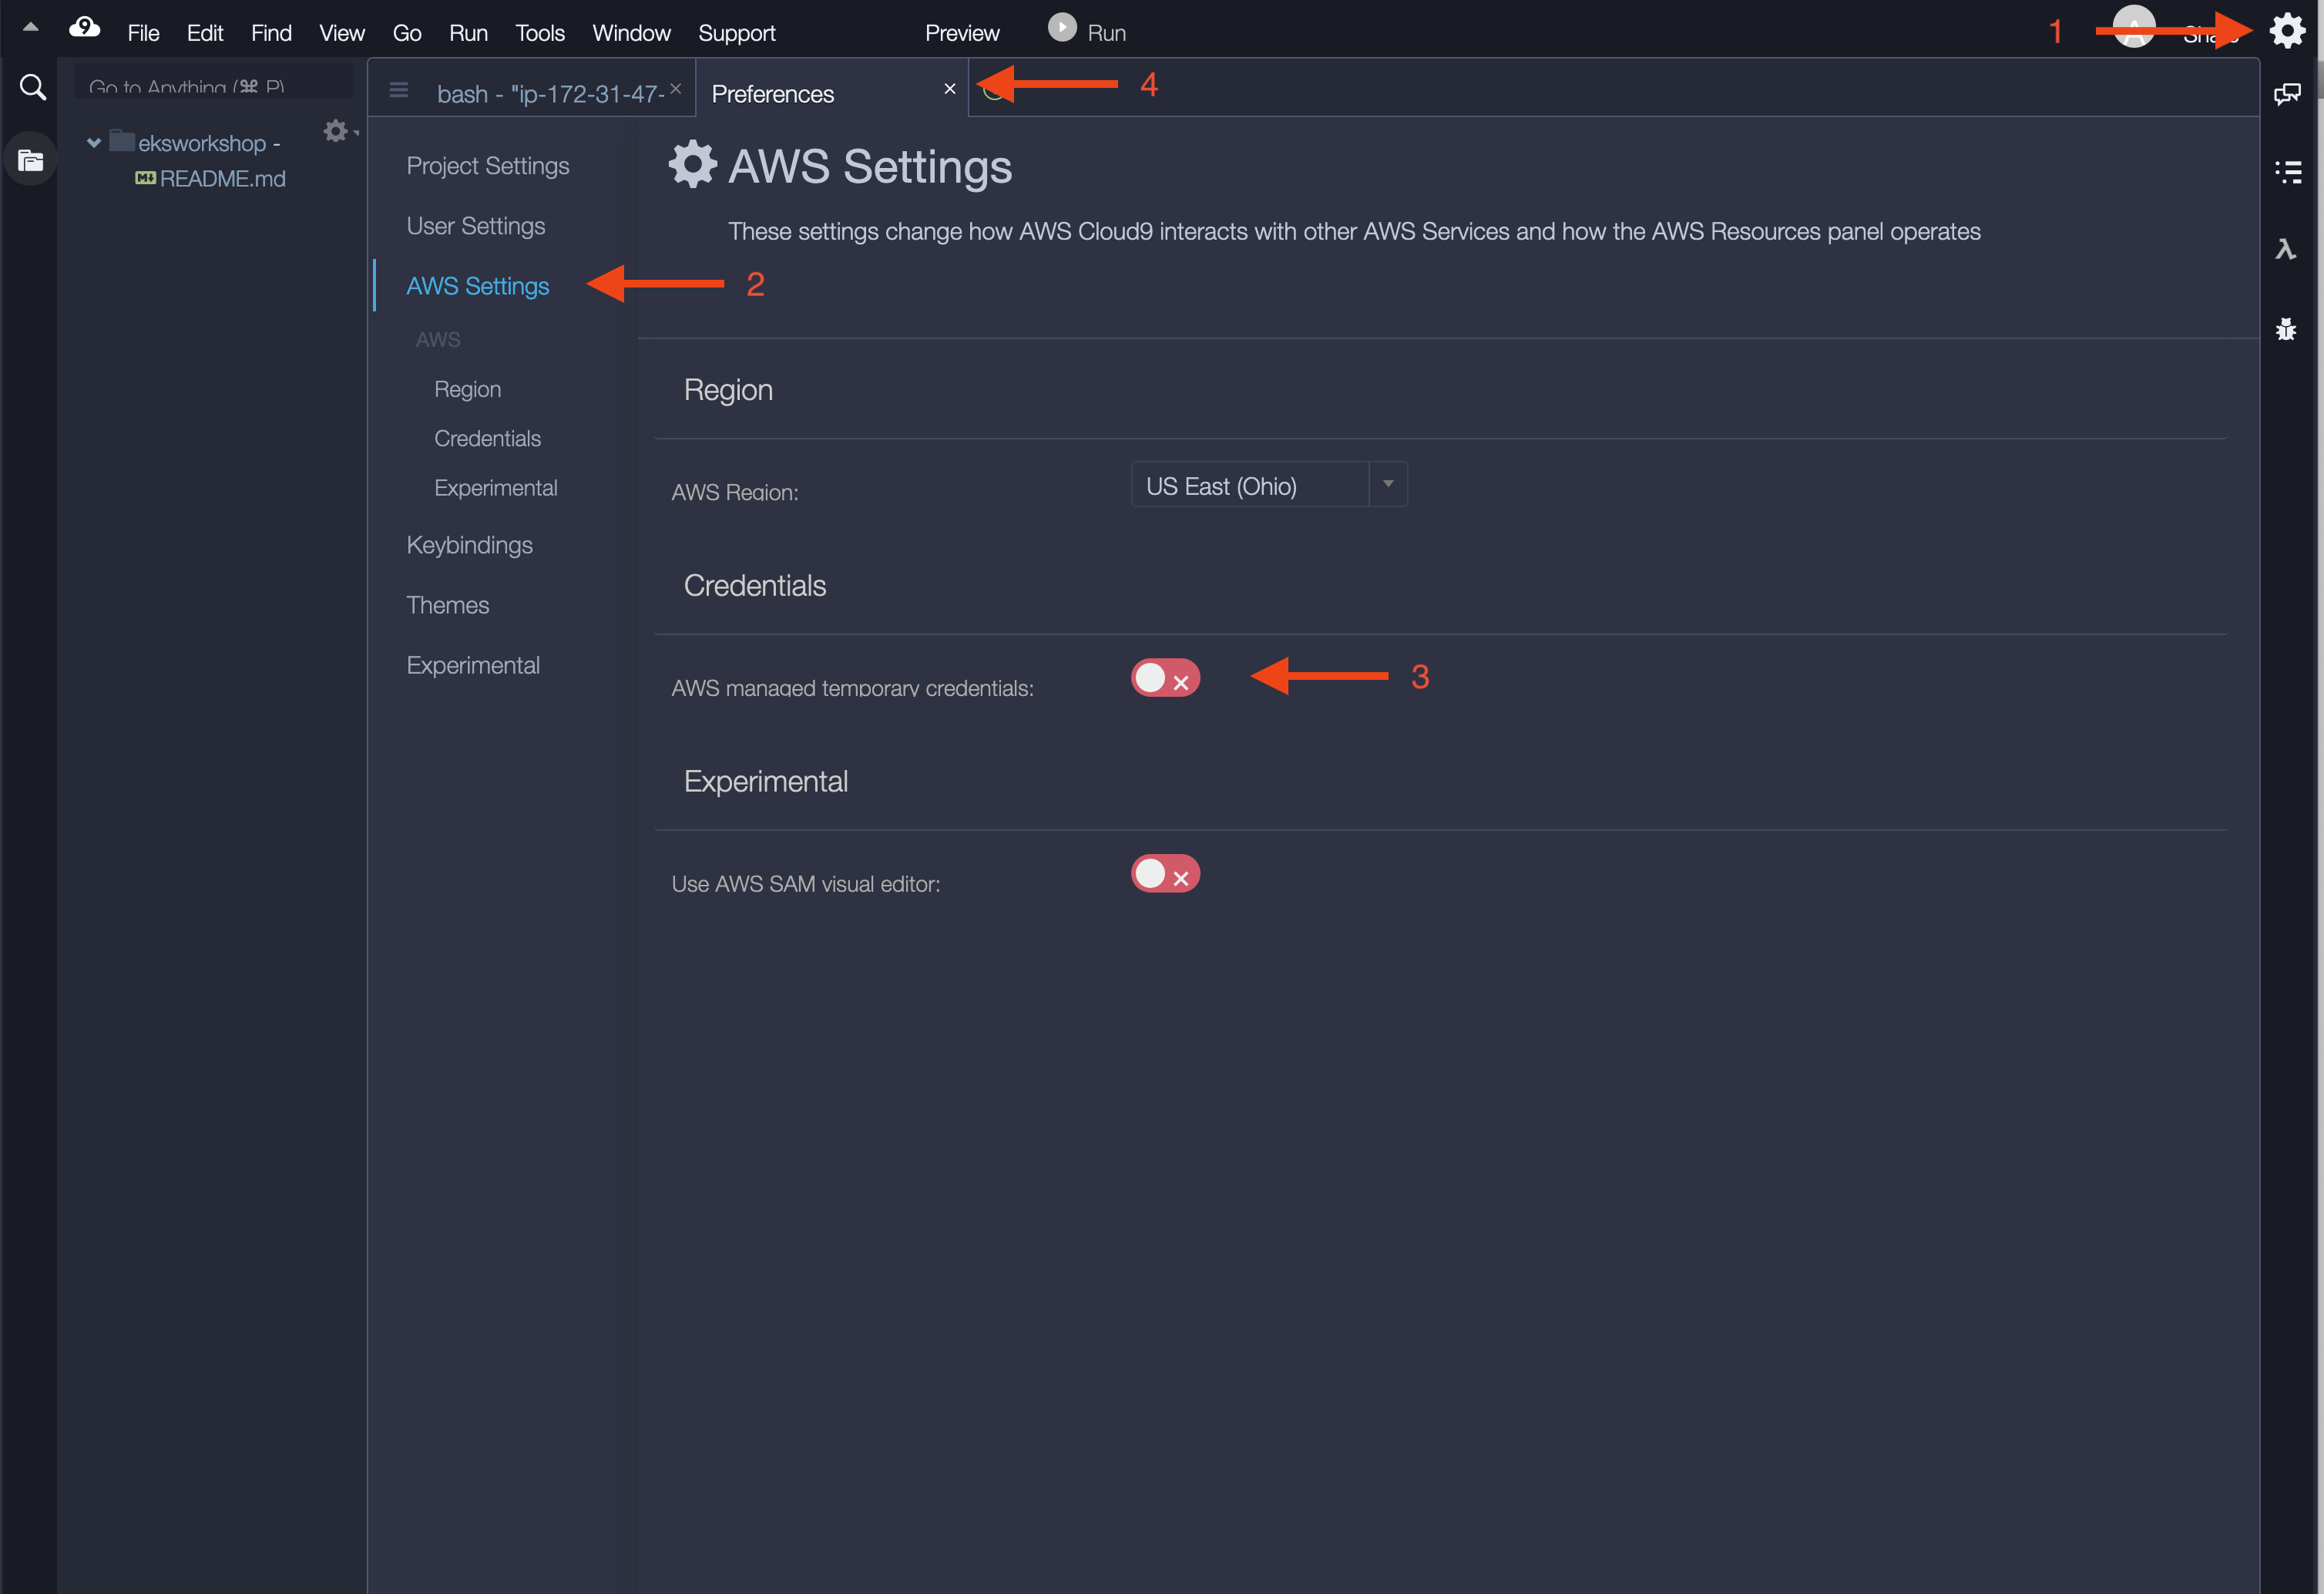 File Edit Find View Go Run Tools Window Support Preview Run 1
Go to Anything (⌘ P)
bash - "ip-172-31-47- × Preferences × 4
eksworkshop -
README.md
Project Settings
User Settings
AWS Settings 2
AWS
Region
Credentials
Experimental
Keybindings
Themes
Experimental
AWS Settings
These settings change how AWS Cloud9 interacts with other AWS Services and how the AWS Resources panel operates
Region
AWS Region: US East (Ohio)
Credentials
AWS managed temporary credentials: 3
Experimental
Use AWS SAM visual editor: